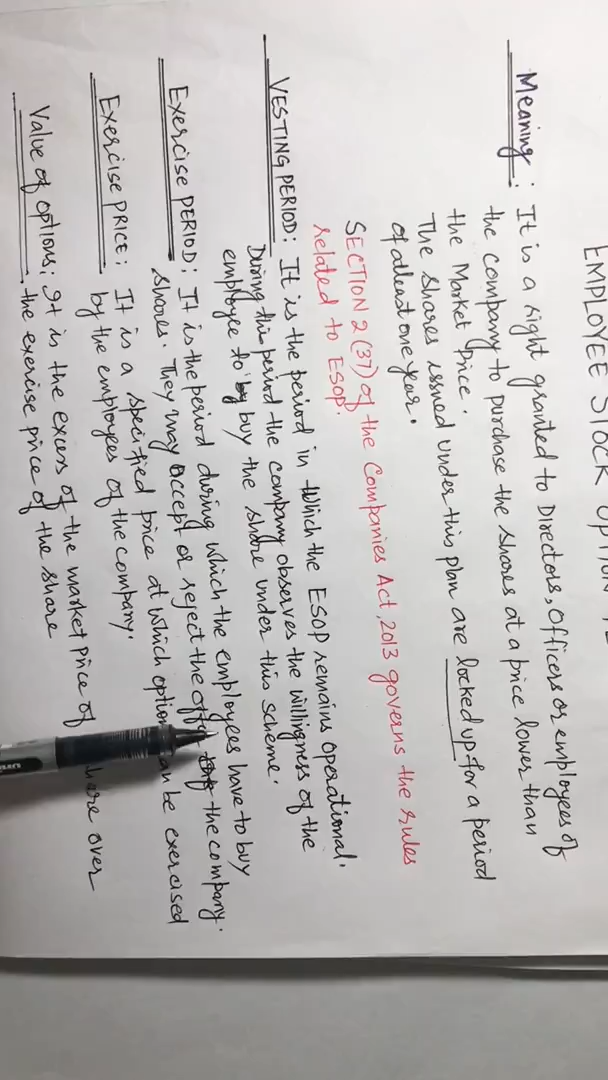 EMPLOYEE STOCK OPTION
Meaning: It is a right granted to Directors, Officers or employees of
the company to purchase the shares at a price lower than
the Market Price.
The shares issued under this plan are locked up for a period
of atleast one year.
SECTION 2 (37) of the Companies Act, 2013 governs the rules
related to ESOP
VESTING PERIOD: It is the period in which the ESOP remains operational.
During this period the company observes the willingness of the
employee to buy the share under this scheme.
Exercise PERIOD: It is the period during which the employees have to buy
shares. They may accept or reject the the company.
Exercise PRICE: It is a specified price at which option be exercised
by the employees of the company.
Value of options: It is the excess of the market price of over
the exercise price of the share